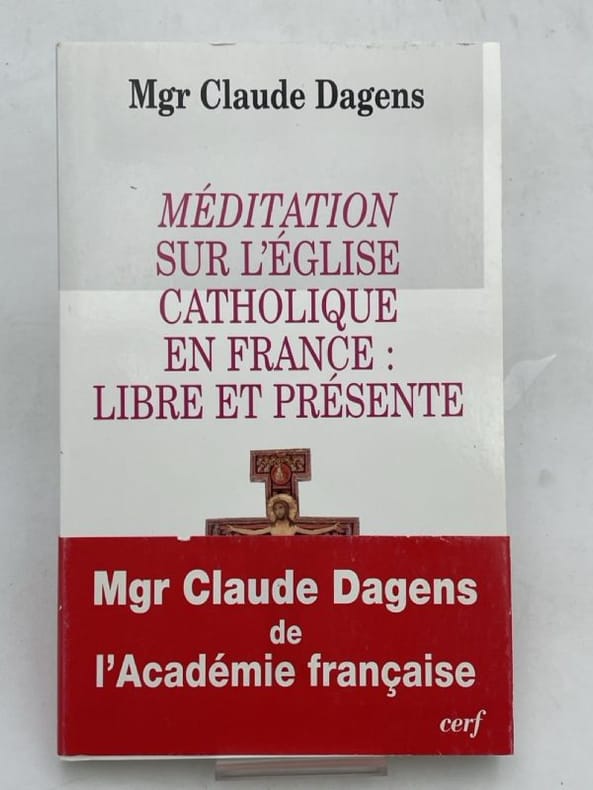 Mgr Claude Dagens
MÉDITATION
SUR L'ÉGLISE
CATHOLIQUE
EN FRANCE :
LIBRE ET PRÉSENTE
Mgr Claude Dagens
de
l'Académie française
cerf